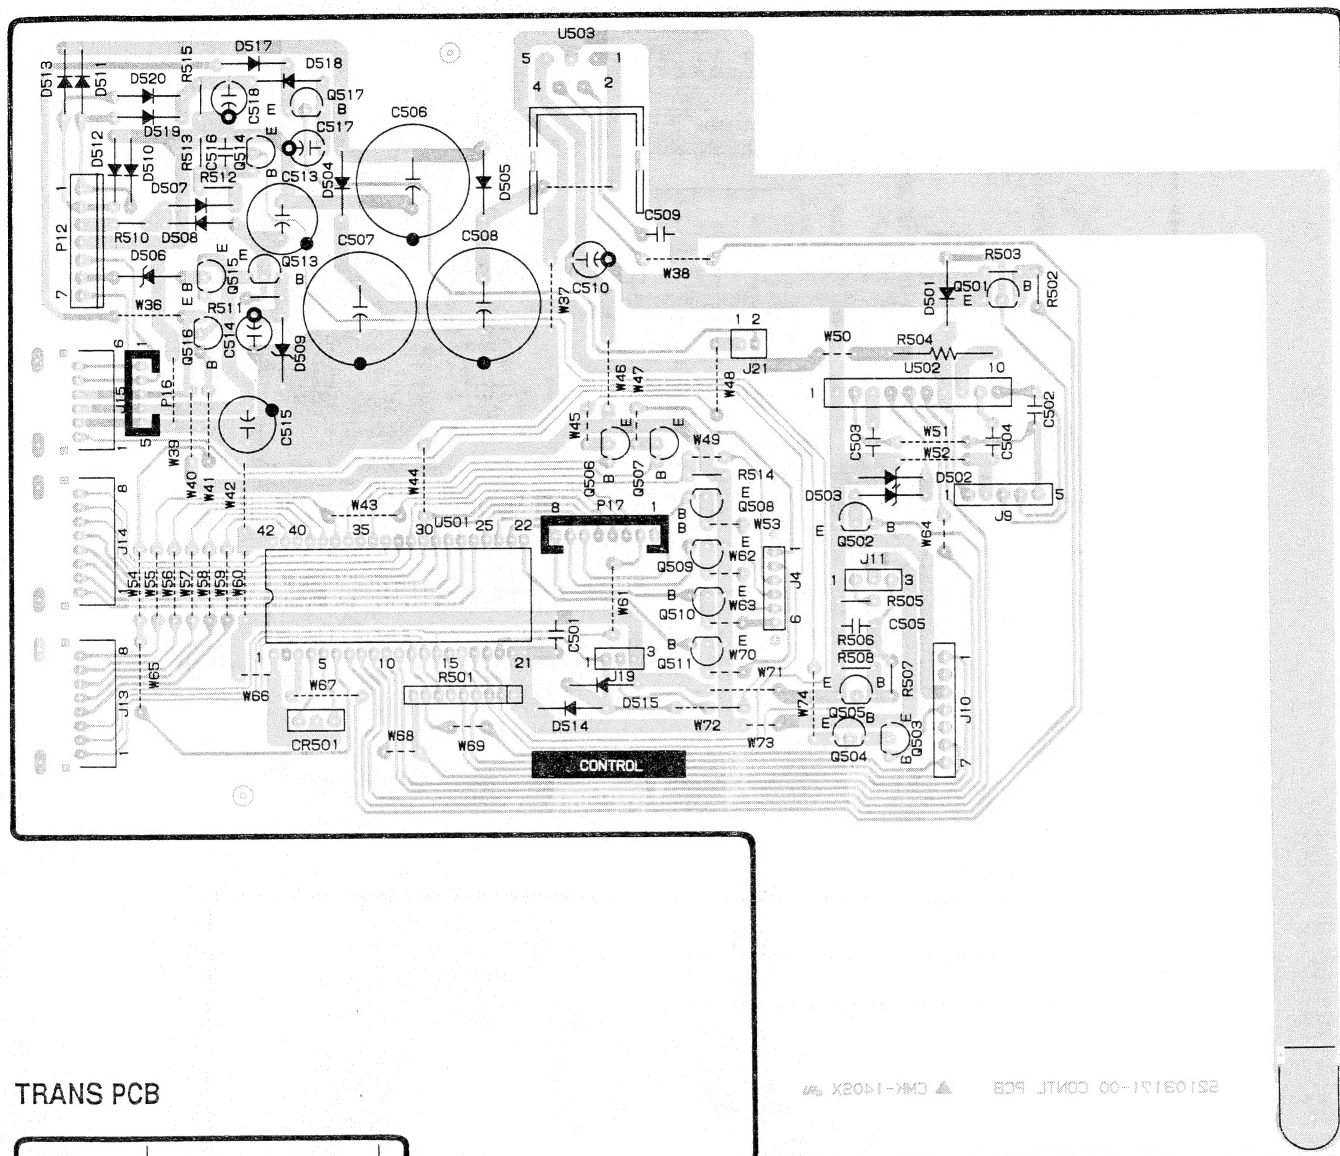 U503
D517
R515
5 1
D513
D511
D520
D518
4 2
C518
Q517
E B
C506
D519
C517
D512
D510
R513
C516
Q514
E
B
D504
D505
1
D507
R512
C513
C509
P12
R510
D508
C507
C508
D506
E
Q515
E
Q513
B
W38
R503
7
B
C510
D501
Q501
E
B
R502
W36
E
R511
W37
Q516
C514
B
D509
1 2
W50
R504
6
1
J15
P16
W46
W47
W48
J21
U502
1
10
C502
C515
W45
E
E
W49
C503
W51
C504
1
5
W39
B
B
W52
W40
W41
W42
W44
Q506
Q507
R514
D502
8
W43
8
P17
1
B
E
Q508
D503
1
5
J9
42 40 35 30
U501
25 22
B
W53
E
B
Q502
W64
J14
E
1
J11
1
W54
W55
W56
W57
W58
W59
W60
Q509
W62
J4
1
3
B
E
R505
W61
Q510
W63
6
C505
C501
E
R506
8
1
5
10
15
21
B
Q511
W70
R508
R507
1
W65
1
3
W71
E
B
J13
W66
W67
R501
J19
W74
Q505
J10
D515
E
B
E
D514
W72
Q503
CR501
W68
W69
W73
Q504
B
7
1
CONTROL
TRANS PCB
52103171-00 CONTL PCB ▲ CMK-140SX